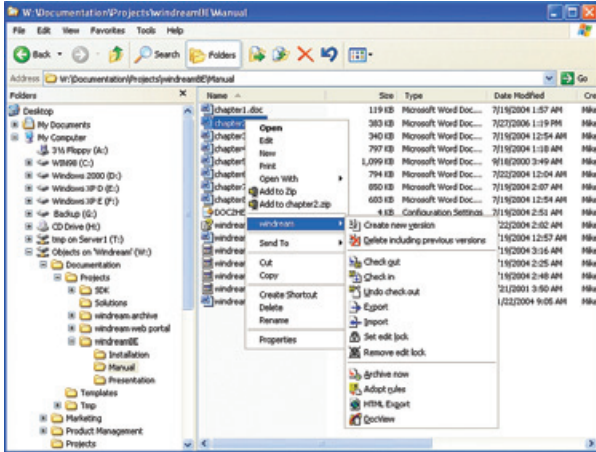 W:\Documentation\Projects\windreamBE\Manual
File Edit View Favorites Tools Help
Back Search Folders
Address W:\Documentation\Projects\windreamBE\Manual Go
Folders
Desktop
My Documents
My Computer
3½ Floppy (A:)
WIN98 (C:)
Windows 2000 (D:)
Windows XP D (E:)
Windows XP E (F:)
Backup (G:)
CD Drive (H:)
tmp on Server1 (T:)
Objects on 'Windream' (W:)
Documentation
Projects
SDK
Solutions
windream archive
windream web portal
windreamBE
Installation
Manual
Presentation
Templates
Tmp
Marketing
Product Management
Projects
Name Size Type Date Modified
chapter1.doc 119 KB Microsoft Word Doc... 7/19/2004 1:57 AM
383 KB Microsoft Word Doc... 7/27/2006 1:19 PM
340 KB Microsoft Word Doc... 7/19/2004 12:54 AM
797 KB Microsoft Word Doc... 7/19/2004 1:18 AM
1,099 KB Microsoft Word Doc... 9/18/2000 3:49 AM
794 KB Microsoft Word Doc... 7/22/2004 12:04 AM
850 KB Microsoft Word Doc... 7/19/2004 2:07 AM
603 KB Microsoft Word Doc... 7/19/2004 12:54 AM
4 KB Configuration Settings 7/19/2004 2:51 AM
Open
Edit
New
Print
Open With
Add to Zip
Add to chapter2.zip
windream
Send To
Cut
Copy
Create Shortcut
Delete
Rename
Properties
Create new version
Delete including previous versions
Check out
Check in
Undo check out
Export
Import
Set edit lock
Remove edit lock
Archive now
Adopt rules
HTML Export
DocView